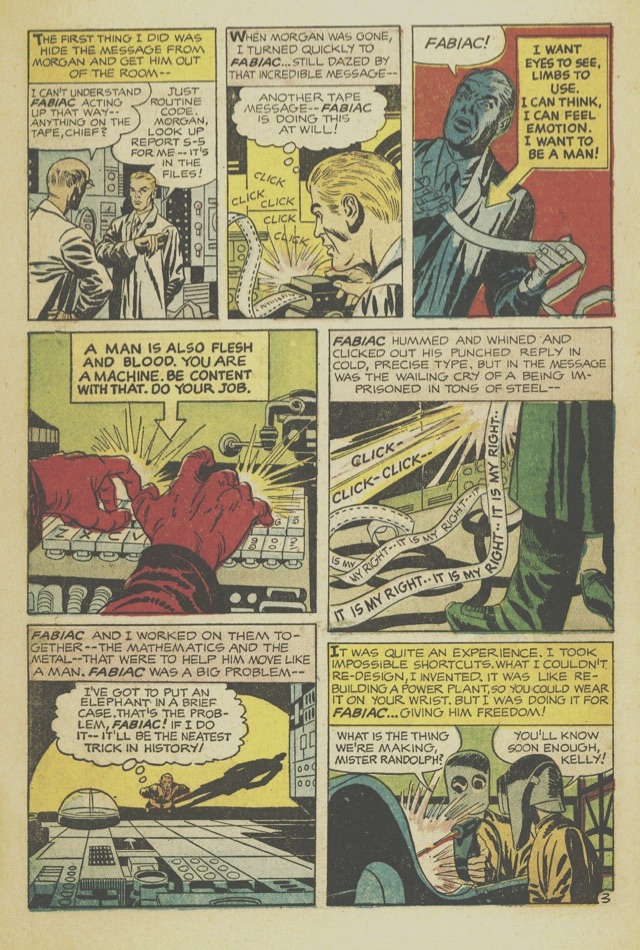 THE FIRST THING I DID WAS
HIDE THE MESSAGE FROM
MORGAN AND GET HIM OUT
OF THE ROOM--
I CAN'T UNDERSTAND
FABIAC ACTING
UP THAT WAY--
ANYTHING ON THE
TAPE, CHIEF?
JUST
ROUTINE
CODE.
MORGAN,
LOOK UP
REPORT S-5
FOR ME--IT'S
IN THE
FILES!
WHEN MORGAN WAS GONE,
I TURNED QUICKLY TO
FABIAC...STILL DAZED BY
THAT INCREDIBLE MESSAGE--
ANOTHER TAPE
MESSAGE--FABIAC
IS DOING THIS
AT WILL!
CLICK
CLICK
CLICK
CLICK
CLICK
FABIAC!
I WANT
EYES TO SEE,
LIMBS TO
USE.
I CAN THINK,
I CAN FEEL
EMOTION.
I WANT TO
BE A MAN!
A MAN IS ALSO FLESH
AND BLOOD. YOU ARE
A MACHINE. BE CONTENT
WITH THAT. DO YOUR JOB.
Z X C V
FABIAC HUMMED AND WHINED AND
CLICKED OUT HIS PUNCHED REPLY IN
COLD, PRECISE TYPE. BUT IN THE MESSAGE
WAS THE WAILING CRY OF A BEING IM-
PRISONED IN TONS OF STEEL--
CLICK-
CLICK-CLICK--
IT IS MY RIGHT..
IS MY
MY RIGHT-- IT IS MY RIGHT--
IT IS MY RIGHT.. IT IS MY RIGHT..
FABIAC AND I WORKED ON THEM TO-
GETHER--THE MATHEMATICS AND THE
METAL--THAT WERE TO HELP HIM MOVE LIKE
A MAN. FABIAC WAS A BIG PROBLEM--
I'VE GOT TO PUT AN
ELEPHANT IN A BRIEF
CASE. THAT'S THE PROB-
LEM, FABIAC! IF I DO
IT-- IT'LL BE THE NEATEST
TRICK IN HISTORY!
IT WAS QUITE AN EXPERIENCE. I TOOK
IMPOSSIBLE SHORTCUTS. WHAT I COULDN'T
RE-DESIGN, I INVENTED. IT WAS LIKE RE-
BUILDING A POWER PLANT, SO YOU COULD WEAR
IT ON YOUR WRIST. BUT I WAS DOING IT FOR
FABIAC... GIVING HIM FREEDOM!
WHAT IS THE THING
WE'RE MAKING,
MISTER RANDOLPH?
YOU'LL KNOW
SOON ENOUGH,
KELLY!
3